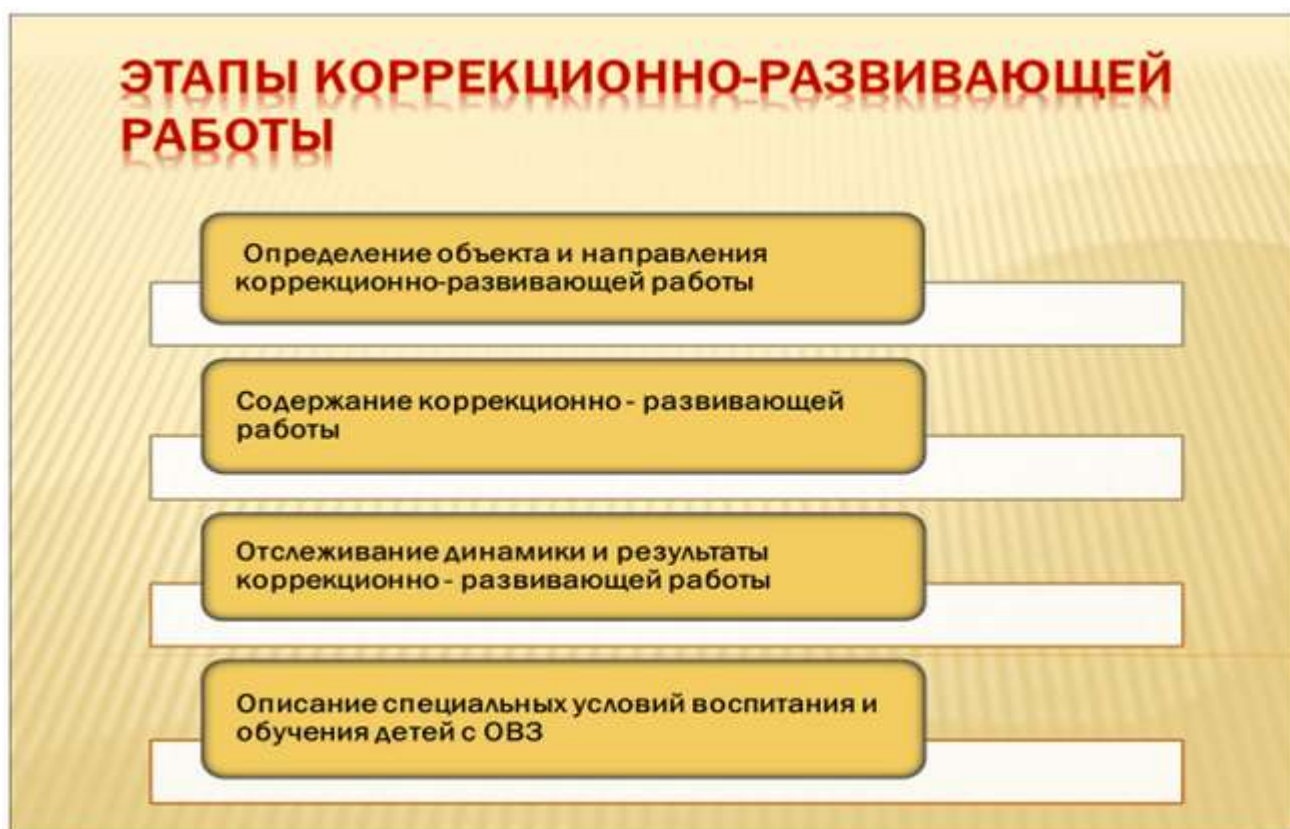 ЭТАПЫ КОРРЕКЦИОННО-РАЗВИВАЮЩЕЙ
РАБОТЫ
Определение объекта и направления
коррекционно-развивающей работы
Содержание коррекционно - развивающей
работы
Отслеживание динамики и результаты
коррекционно - развивающей работы
Описание специальных условий воспитания и
обучения детей с ОВЗ